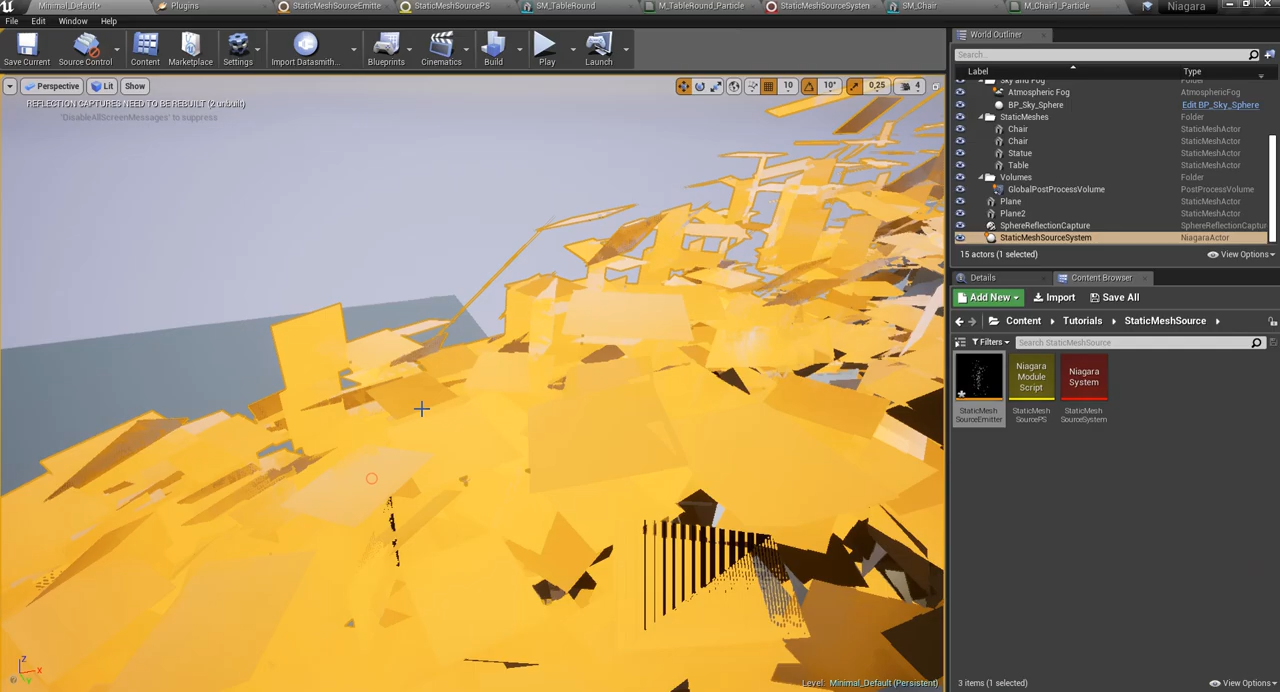 Minimal_Default*
Plugins
StaticMeshSourceEmitte
StaticMeshSourcePS
SM_TableRound
M_TableRound_Particle
StaticMeshSourceSysten
SM_Chair
M_Chair1_Particle
Niagara
File
Edit
Window
Help
Save Current
Source Control
Content
Marketplace
Settings
Import Datasmith...
Blueprints
Cinematics
Build
Play
Launch
Perspective
Lit
Show
10
10°
0,25
4
REFLECTION CAPTURES NEED TO BE REBUILT (2 unbuilt)
'DisableAllScreenMessages' to suppress
Z
X
Y
Level: Minimal_Default (Persistent)
World Outliner
Search...
Label
Type
Sky and Fog
Folder
Atmospheric Fog
AtmosphericFog
BP_Sky_Sphere
Edit BP_Sky_Sphere
StaticMeshes
Folder
Chair
StaticMeshActor
Chair
StaticMeshActor
Statue
StaticMeshActor
Table
StaticMeshActor
Volumes
Folder
GlobalPostProcessVolume
PostProcessVolume
Plane
StaticMeshActor
Plane2
StaticMeshActor
SphereReflectionCapture
SphereReflectionCaptur
StaticMeshSourceSystem
NiagaraActor
15 actors (1 selected)
View Options
Details
Content Browser
Add New
Import
Save All
Content
Tutorials
StaticMeshSource
Filters
Search StaticMeshSource
Niagara
Module
Script
Niagara
System
StaticMesh
SourceEmitter
StaticMesh
SourcePS
StaticMesh
SourceSystem
3 items (1 selected)
View Options